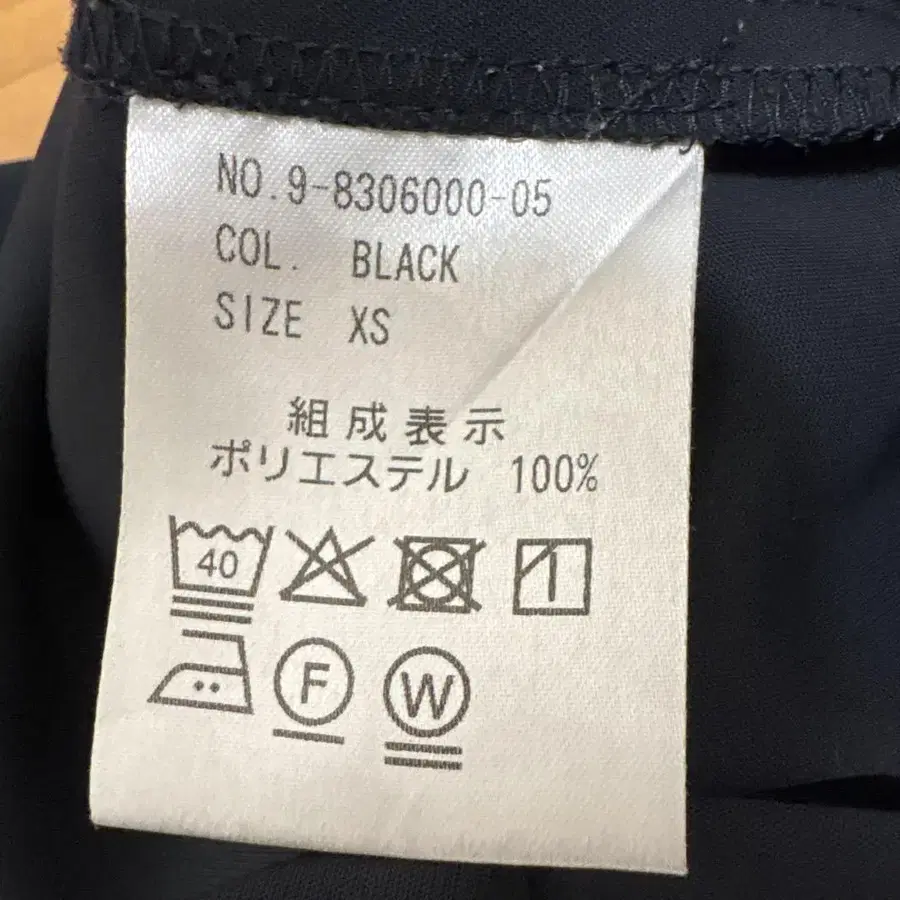 NO.9-8306000-05
COL. BLACK
SIZE XS
組成表示
ポリエステル 100%
40
F
W